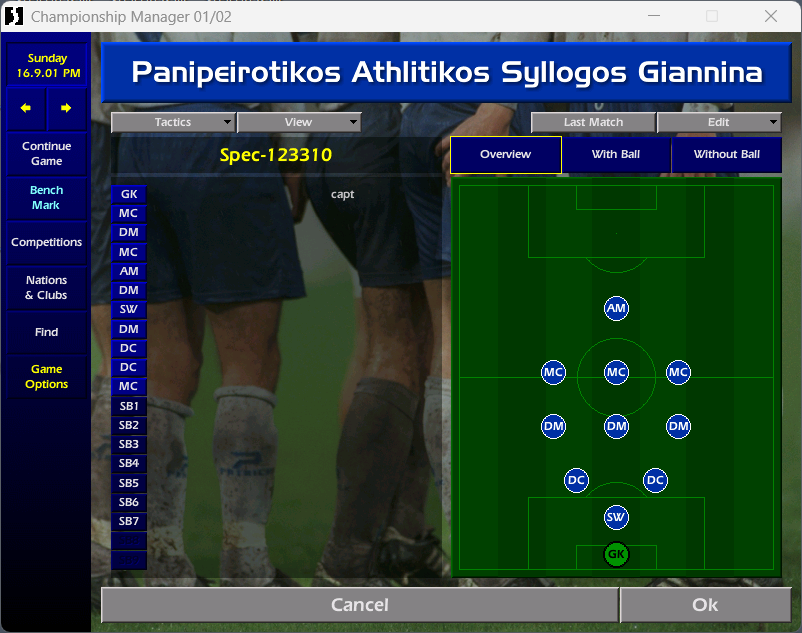 Championship Manager 01/02
Sunday
16.9.01 PM
Panipeirotikos Athlitikos Syllogos Giannina
Continue
Game
Bench
Mark
Competitions
Nations
& Clubs
Find
Game
Options
Tactics
View
Last Match
Edit
Spec-123310
Overview
With Ball
Without Ball
GK
capt
MC
DM
MC
AM
DM
SW
DM
DC
DC
MC
SB1
SB2
SB3
SB4
SB5
SB6
SB7
AM
MC MC MC
DM DM DM
DC DC
SW
GK
Cancel
Ok